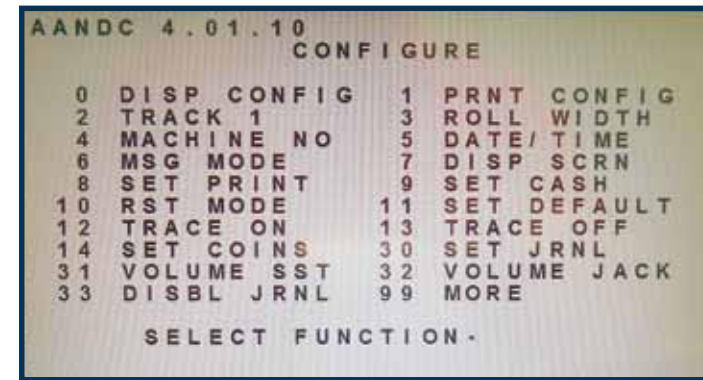 AANDC 4.01.10
CONFIGURE
0 DISP CONFIG 1 PRNT CONFIG
2 TRACK 1 3 ROLL WIDTH
4 MACHINE NO 5 DATE/TIME
6 MSG MODE 7 DISP SCRN
8 SET PRINT 9 SET CASH
10 RST MODE 11 SET DEFAULT
12 TRACE ON 13 TRACE OFF
14 SET COINS 30 SET JRNL
31 VOLUME SST 32 VOLUME JACK
33 DISBL JRNL 99 MORE
SELECT FUNCTION-